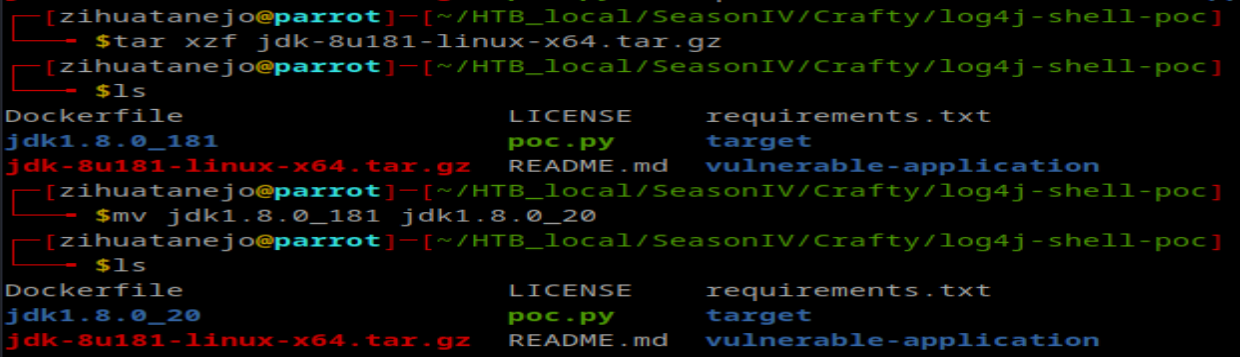 [zihuatanejo@parrot]─[~/HTB_local/SeasonIV/Crafty/log4j-shell-poc]
$tar xzf jdk-8u181-linux-x64.tar.gz
[zihuatanejo@parrot]─[~/HTB_local/SeasonIV/Crafty/log4j-shell-poc]
$ls
Dockerfile LICENSE requirements.txt
jdk1.8.0_181 poc.py target
jdk-8u181-linux-x64.tar.gz README.md vulnerable-application
[zihuatanejo@parrot]─[~/HTB_local/SeasonIV/Crafty/log4j-shell-poc]
$mv jdk1.8.0_181 jdk1.8.0_20
[zihuatanejo@parrot]─[~/HTB_local/SeasonIV/Crafty/log4j-shell-poc]
$ls
Dockerfile LICENSE requirements.txt
jdk1.8.0_20 poc.py target
jdk-8u181-linux-x64.tar.gz README.md vulnerable-application